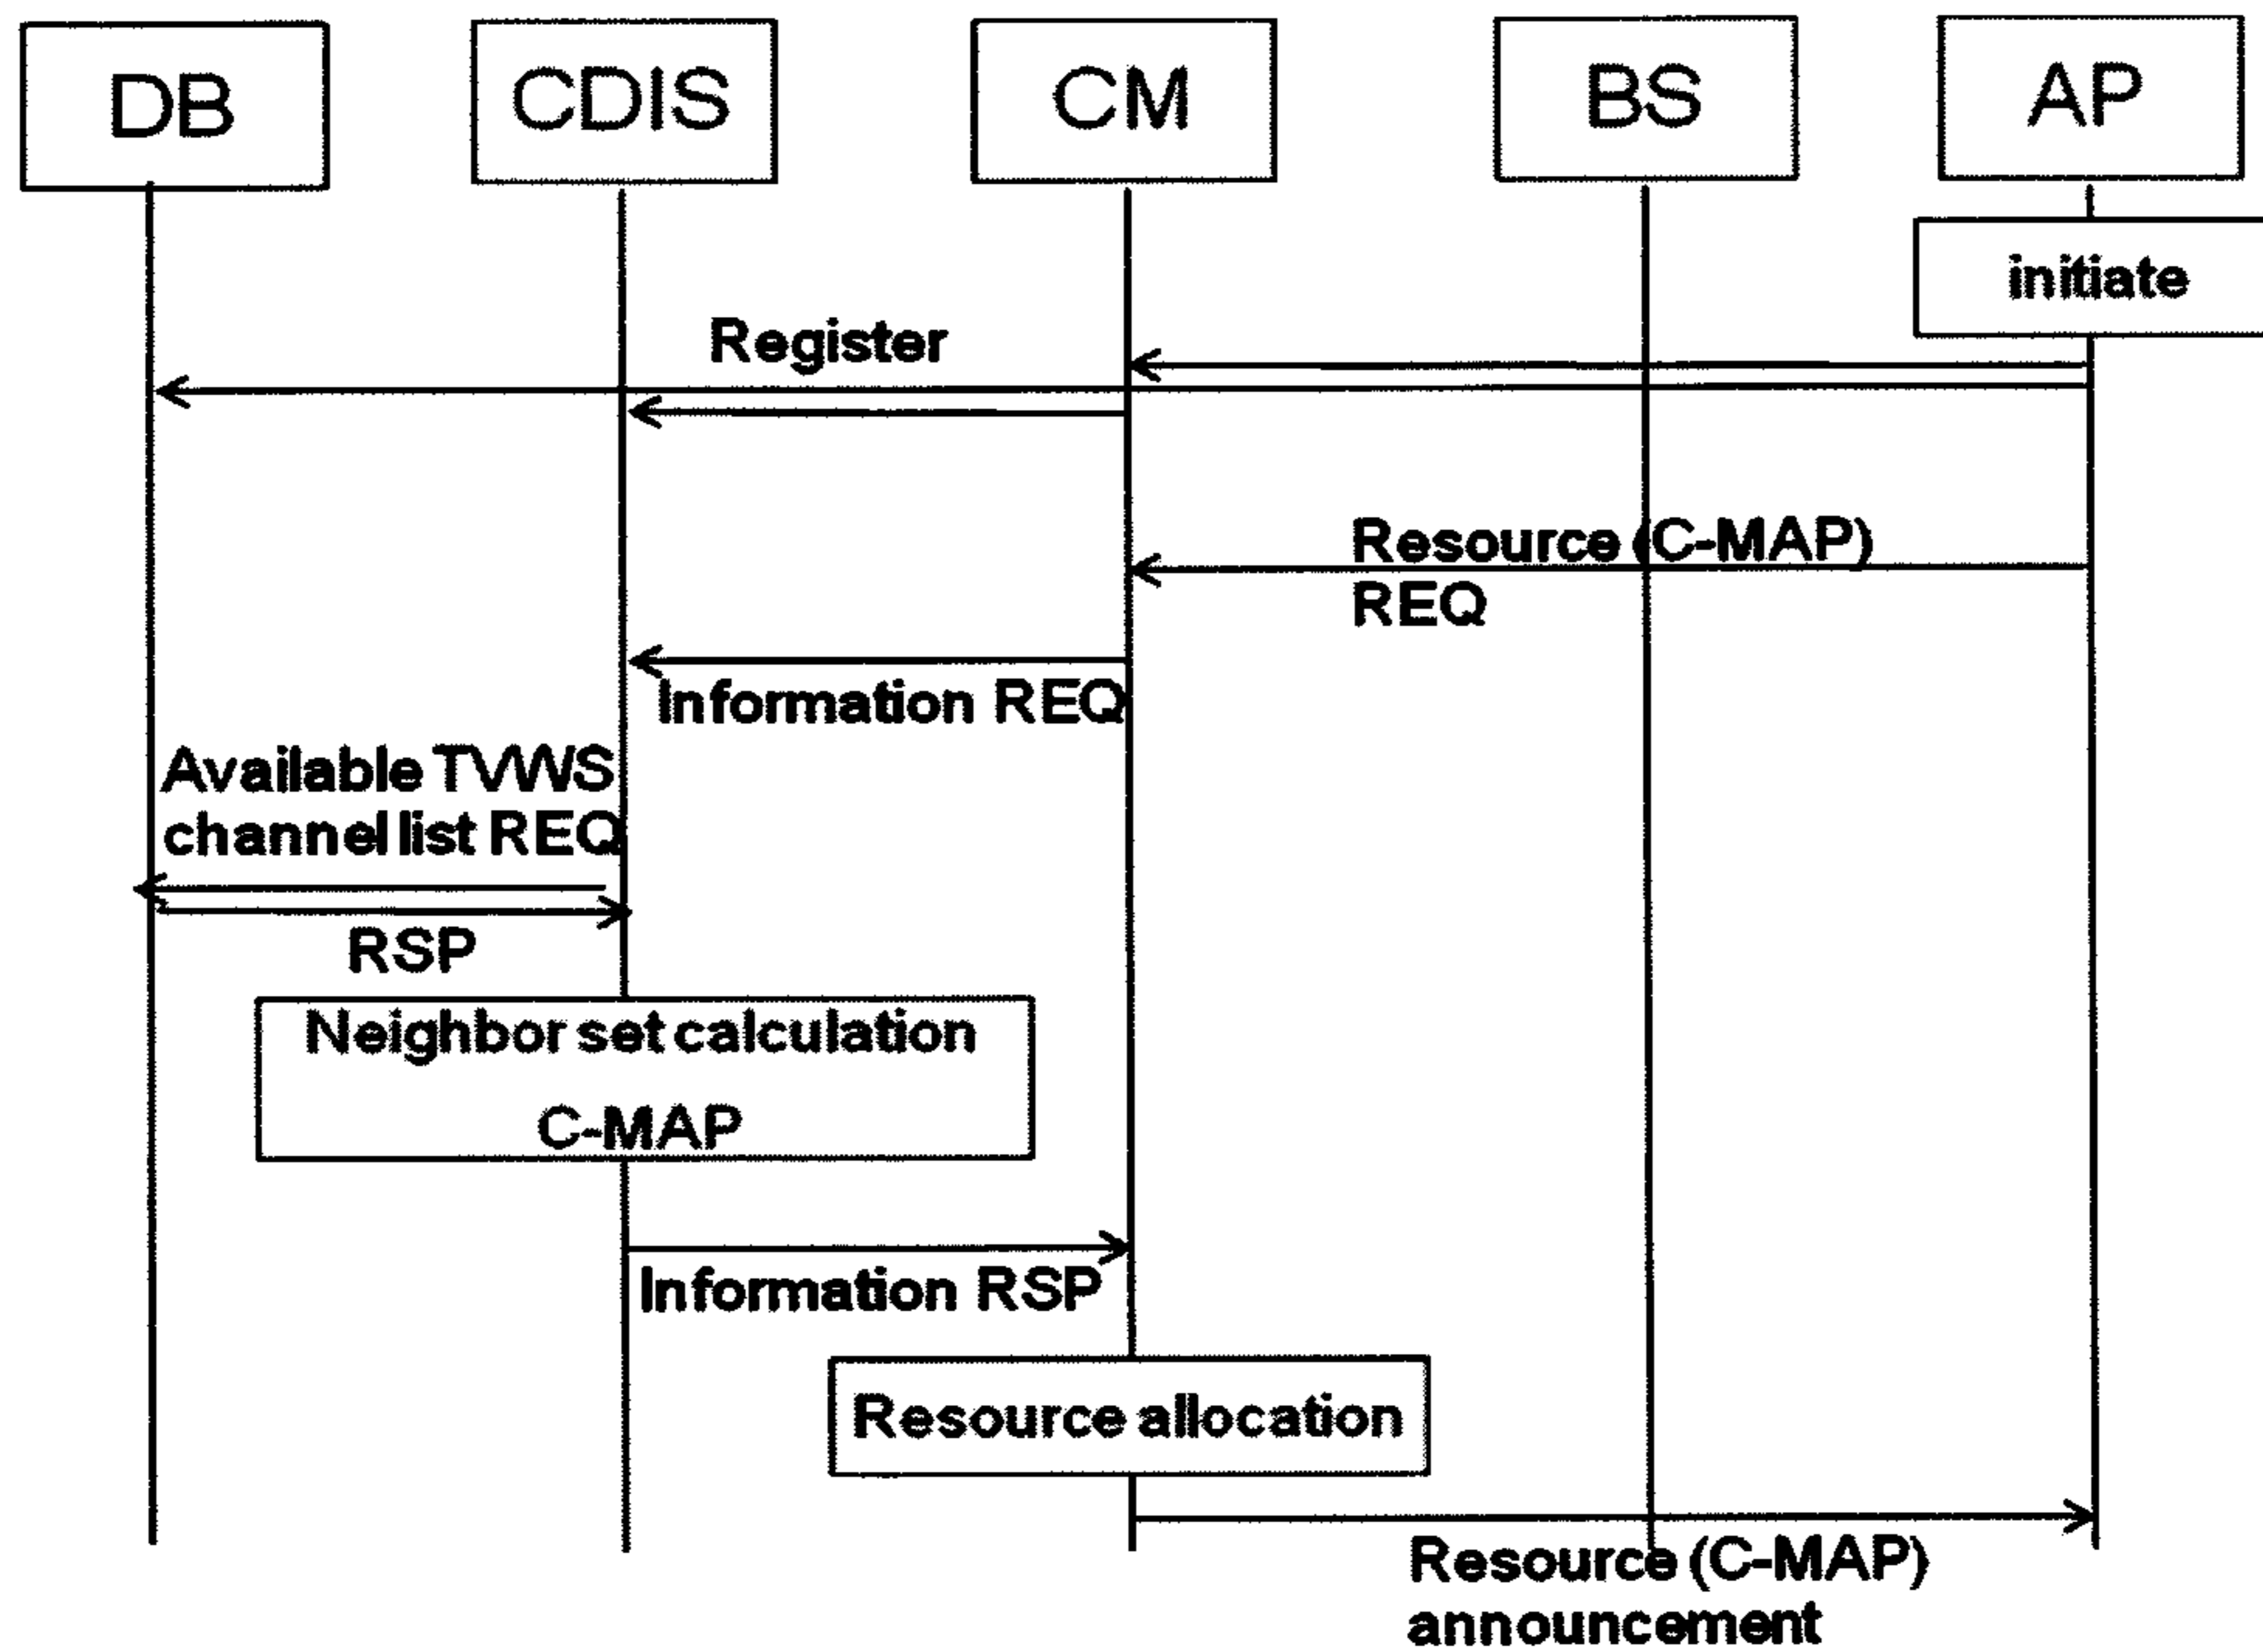 DB
CDIS
CM
BS
AP
initiate
Register
Resource (C-MAP)
REQ
Information REQ
Available TVWS
channel list REQ
RSP
Neighbor set calculation
C-MAP
Information RSP
Resource allocation
Resource (C-MAP)
announcement